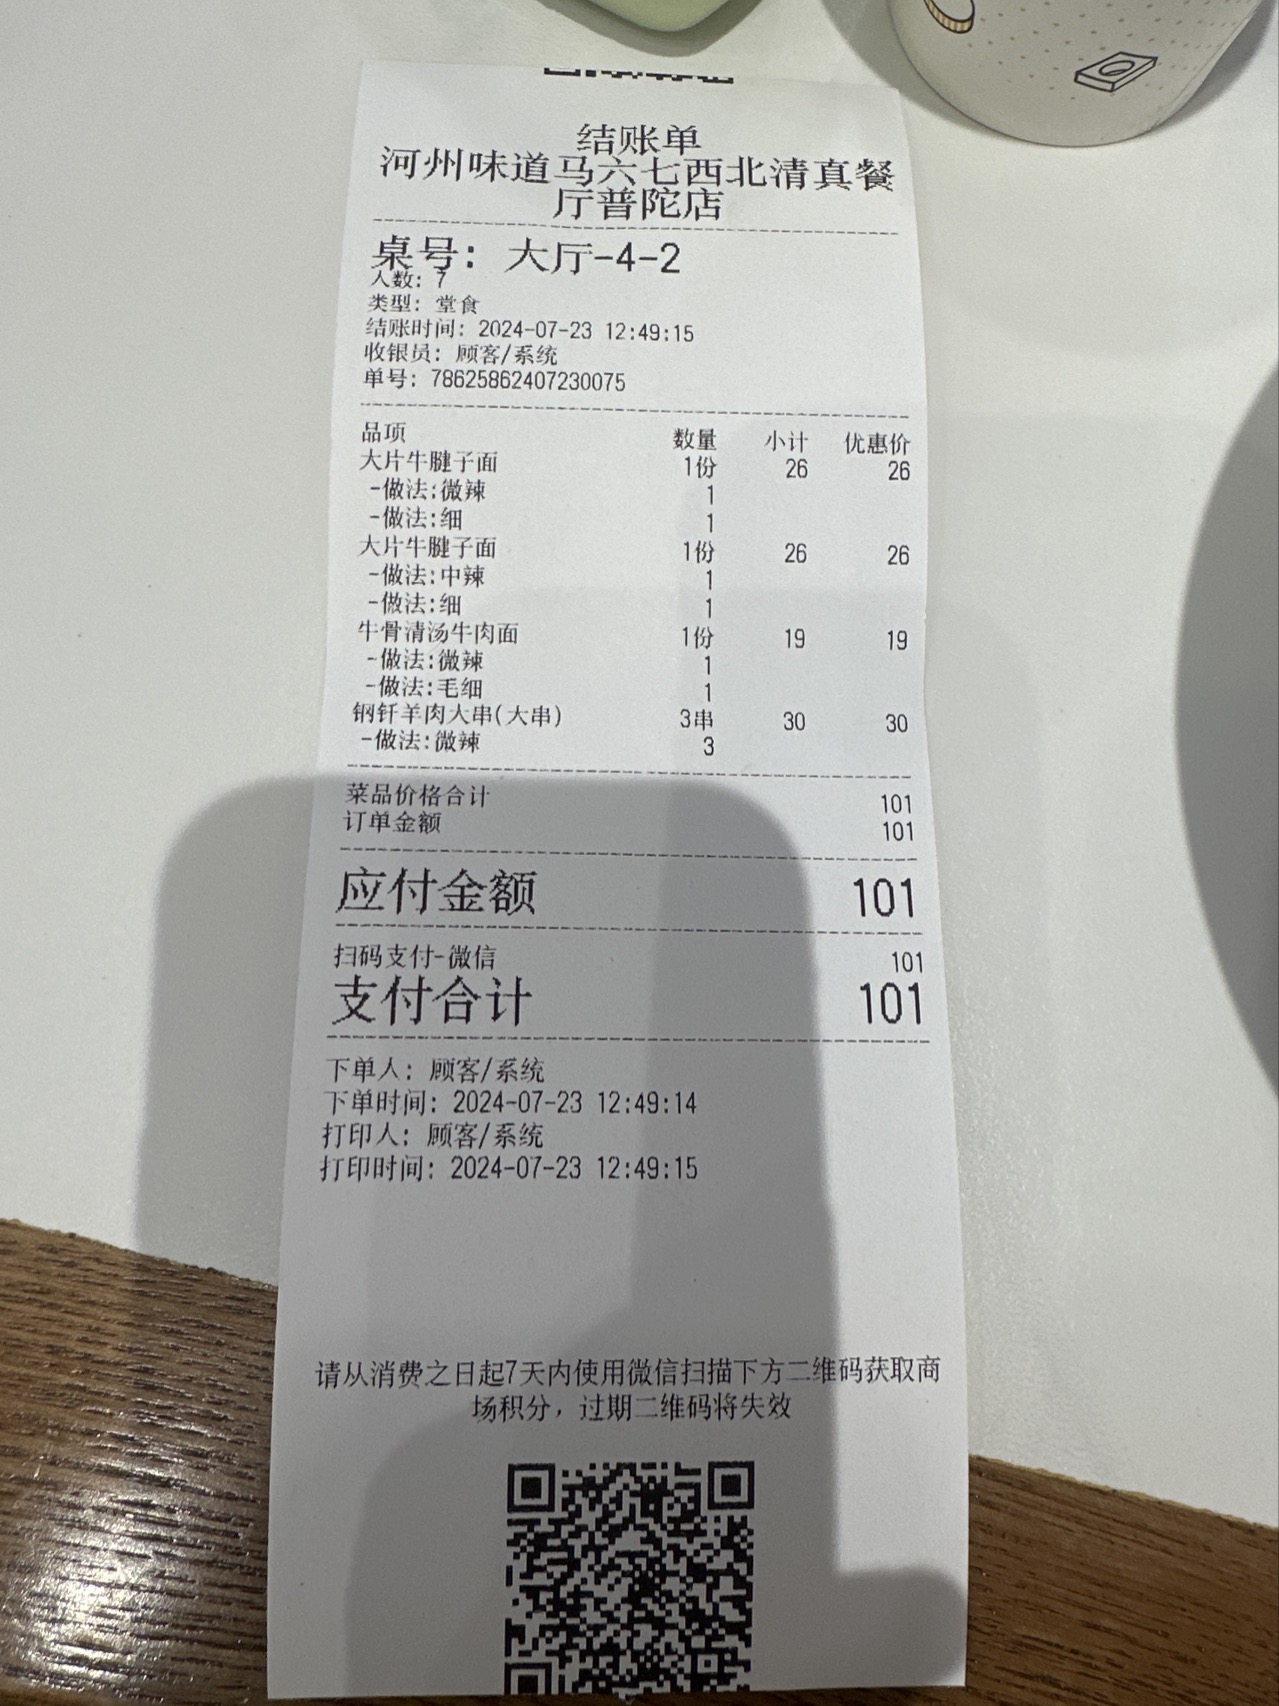 结账单
河州味道马六七西北清真餐
厅普陀店
桌号: 大厅-4-2
人数: 7
类型: 堂食
结账时间: 2024-07-23 12:49:15
收银员: 顾客/系统
单号: 78625862407230075
品项 数量 小计 优惠价
大片牛腱子面 1份 26 26
-做法:微辣 1
-做法:细 1
大片牛腱子面 1份 26 26
-做法:中辣 1
-做法:细 1
牛骨清汤牛肉面 1份 19 19
-做法:微辣 1
-做法:毛细 1
钢钎羊肉大串(大串) 3串 30 30
-做法:微辣 3
菜品价格合计 101
订单金额 101
应付金额 101
扫码支付-微信 101
支付合计 101
下单人: 顾客/系统
下单时间: 2024-07-23 12:49:14
打印人: 顾客/系统
打印时间: 2024-07-23 12:49:15
请从消费之日起7天内使用微信扫描下方二维码获取商
场积分，过期二维码将失效